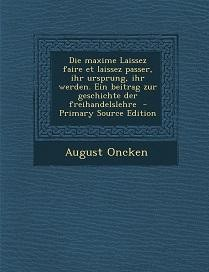 Die maxime Laissez
faire et laissez passer,
ihr ursprung, ihr
werden. Ein beitrag zur
geschichte der
freihandelslehre -
Primary Source Edition
August Oncken